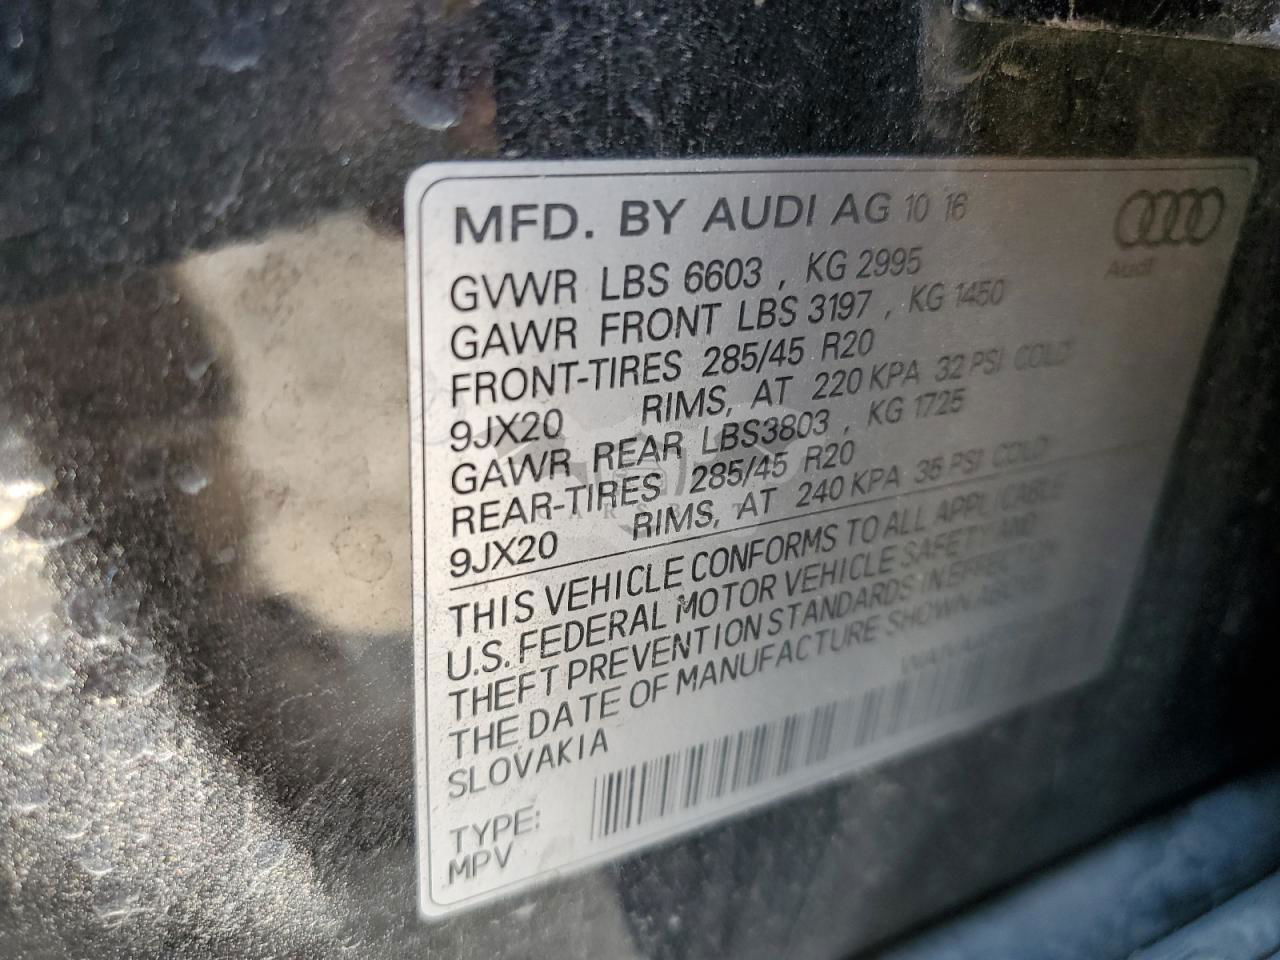 MFD. BY AUDI AG 10 16
Audi
GVWR LBS 6603 , KG 2995
GAWR FRONT LBS 3197 , KG 1450
FRONT-TIRES 285/45 R20
9JX20 RIMS, AT 220 KPA 32 PSI COLD
GAWR REAR LBS3803 , KG 1725
REAR-TIRES 285/45 R20
9JX20 RIMS, AT 240 KPA 35 PSI COLD
THIS VEHICLE CONFORMS TO ALL APPLICABLE
U.S. FEDERAL MOTOR VEHICLE SAFETY AND
THEFT PREVENTION STANDARDS IN EFFECT ON
THE DATE OF MANUFACTURE SHOWN ABOVE
SLOVAKIA
TYPE:
MPV